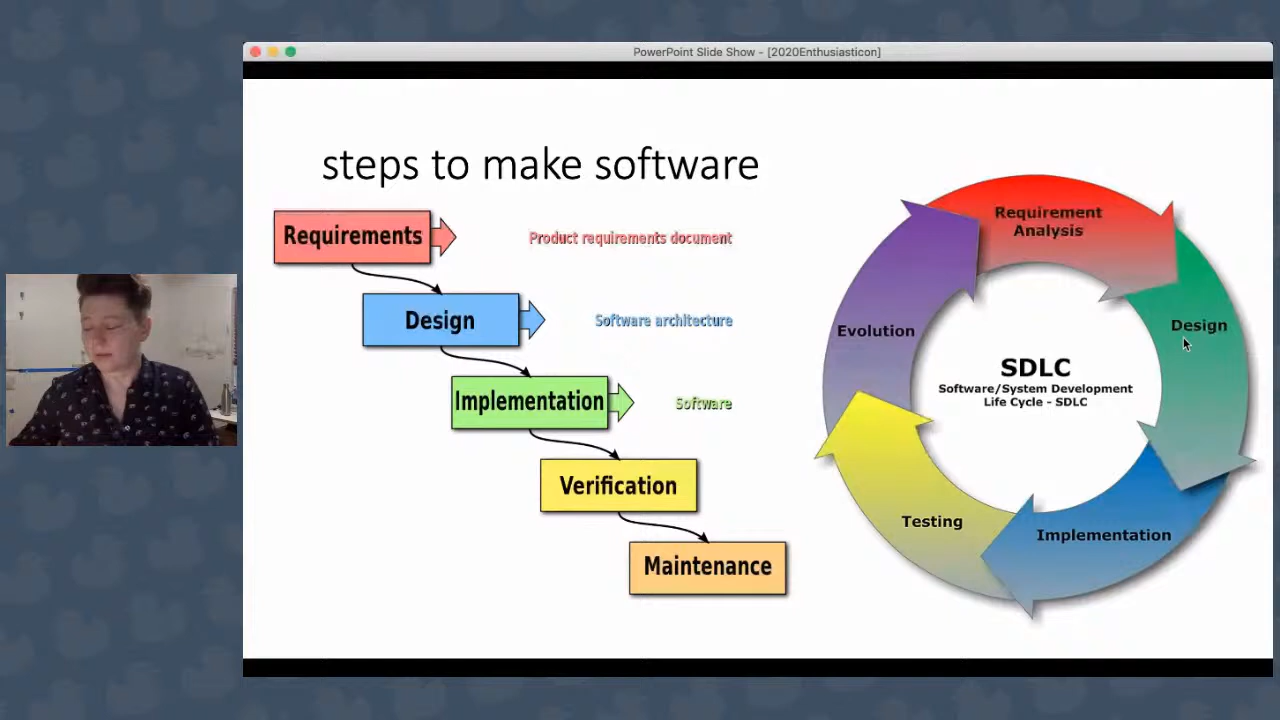 PowerPoint Slide Show - [2020Enthusiasticon]
steps to make software
Requirements
Product requirements document
Design
Software architecture
Implementation
Software
Verification
Maintenance
Requirement
Analysis
Design
Implementation
Testing
Evolution
SDLC
Software/System Development
Life Cycle - SDLC